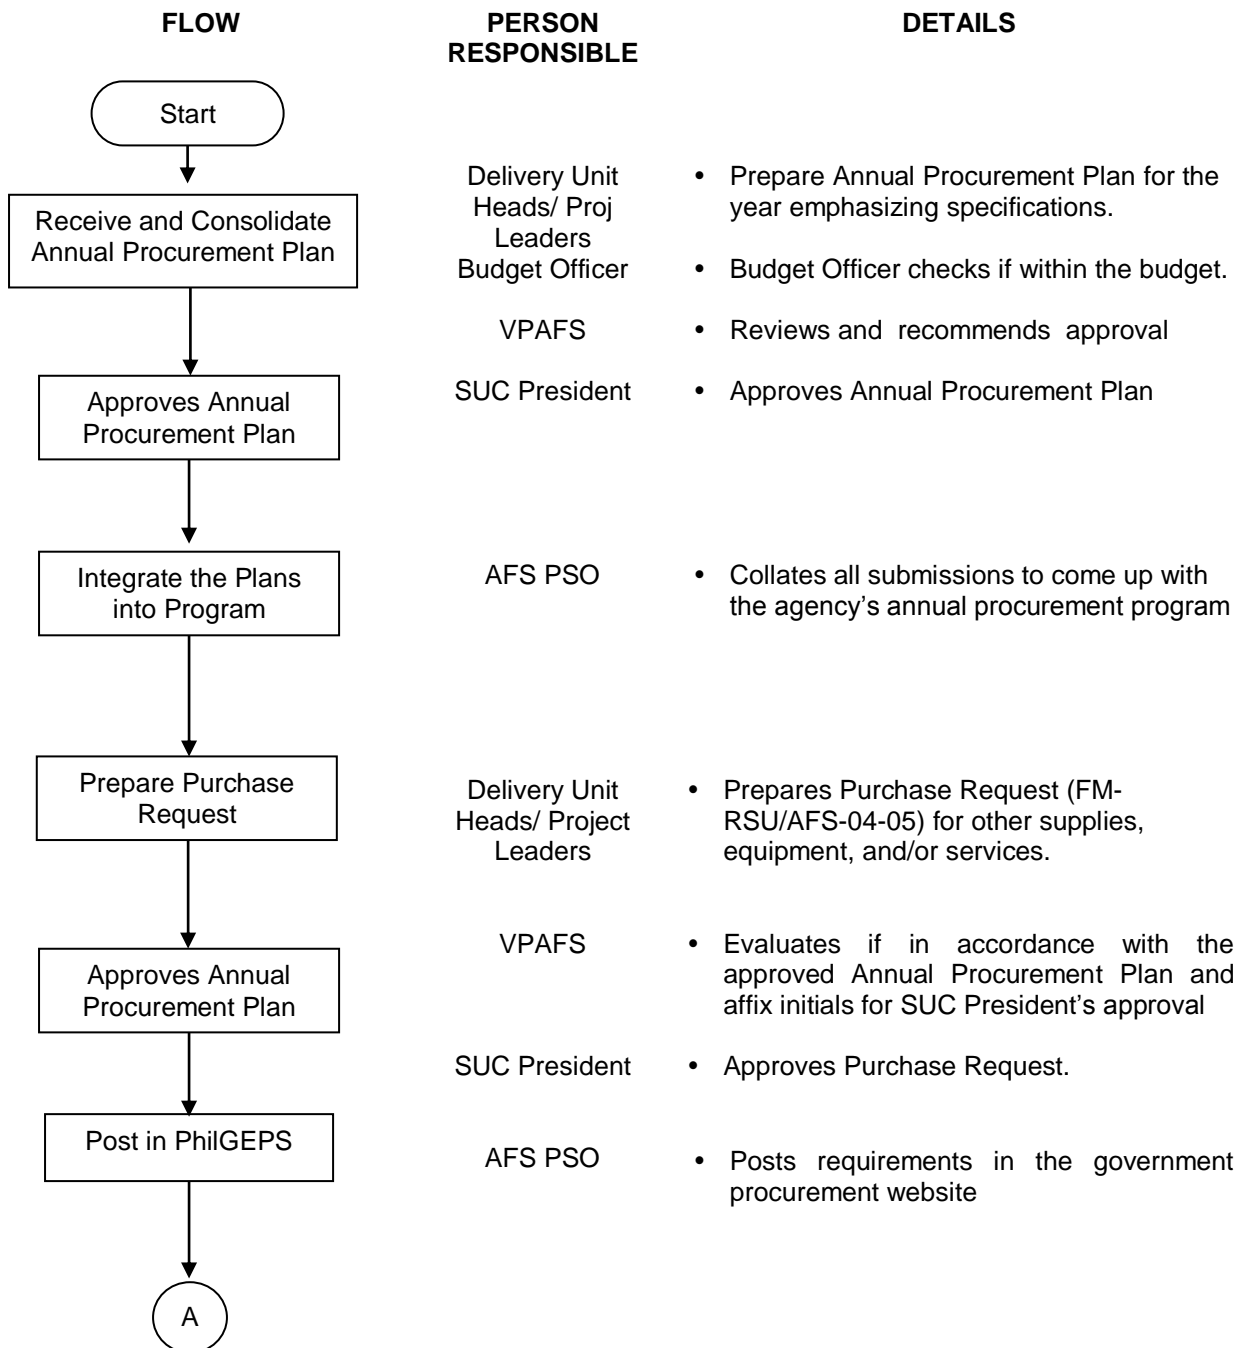 FLOW
PERSON
RESPONSIBLE
DETAILS
Start
Receive and Consolidate
Annual Procurement Plan
Delivery Unit
Heads/ Proj
Leaders
Budget Officer
• Prepare Annual Procurement Plan for the
year emphasizing specifications.
• Budget Officer checks if within the budget.
VPAFS
• Reviews and recommends approval
Approves Annual
Procurement Plan
SUC President
• Approves Annual Procurement Plan
Integrate the Plans
into Program
AFS PSO
• Collates all submissions to come up with
the agency’s annual procurement program
Prepare Purchase
Request
Delivery Unit
Heads/ Project
Leaders
• Prepares Purchase Request (FM-
RSU/AFS-04-05) for other supplies,
equipment, and/or services.
Approves Annual
Procurement Plan
VPAFS
• Evaluates if in accordance with the
approved Annual Procurement Plan and
affix initials for SUC President’s approval
SUC President
• Approves Purchase Request.
Post in PhilGEPS
AFS PSO
• Posts requirements in the government
procurement website
A